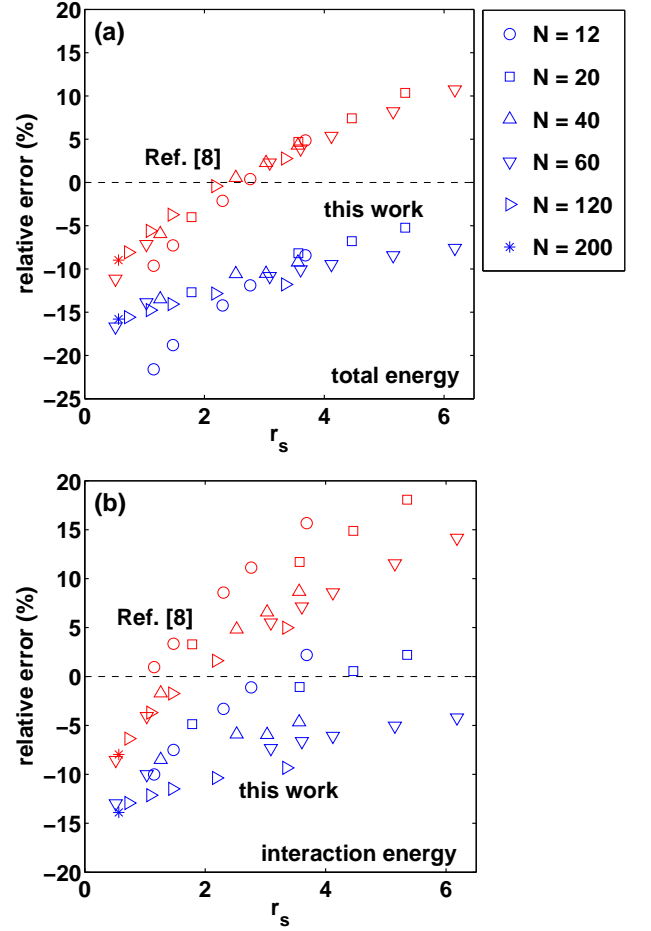 (a)
20
15
10
5
0
−5
−10
−15
−20
−25
relative error (%)
Ref. [8]
this work
total energy
0
2
4
6
r_s
N = 12
N = 20
N = 40
N = 60
N = 120
N = 200
(b)
20
15
10
5
0
−5
−10
−15
−20
relative error (%)
Ref. [8]
this work
interaction energy
0
2
4
6
r_s